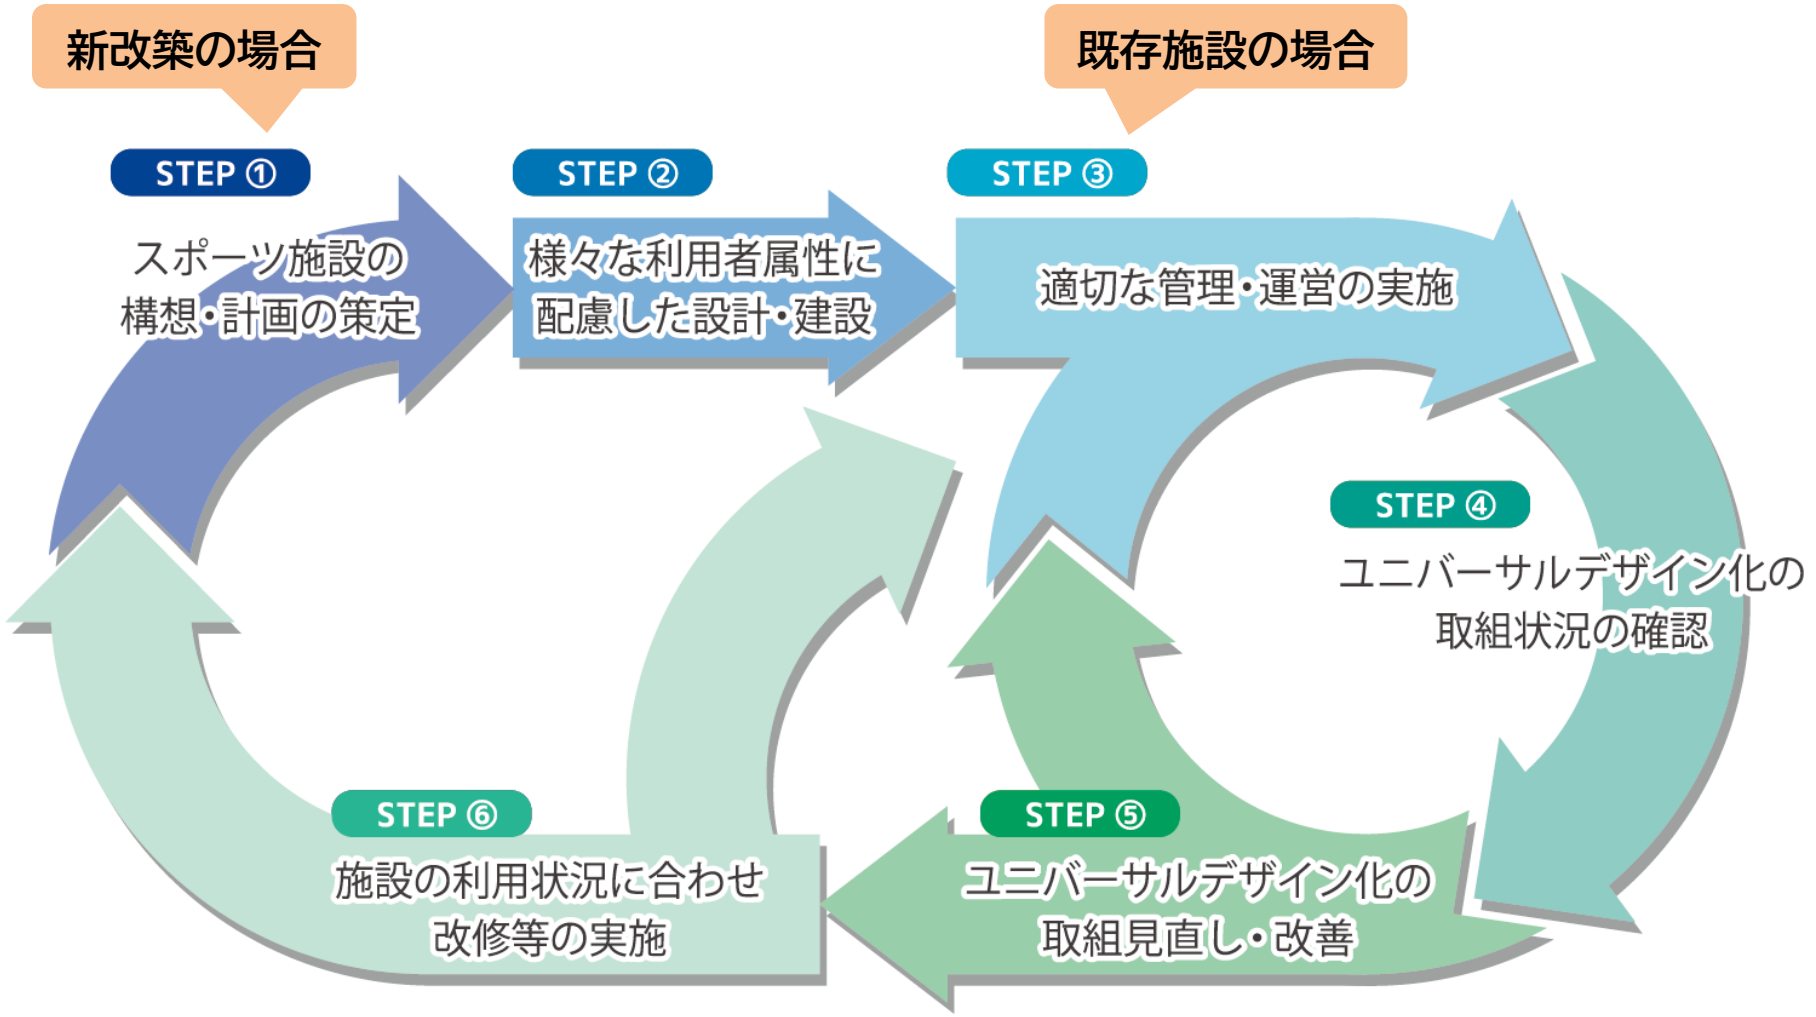 新改築の場合
既存施設の場合
STEP ①
スポーツ施設の
構想・計画の策定
STEP ②
様々な利用者属性に
配慮した設計・建設
STEP ③
適切な管理・運営の実施
STEP ④
ユニバーサルデザイン化の
取組状況の確認
STEP ⑤
ユニバーサルデザイン化の
取組見直し・改善
STEP ⑥
施設の利用状況に合わせ
改修等の実施